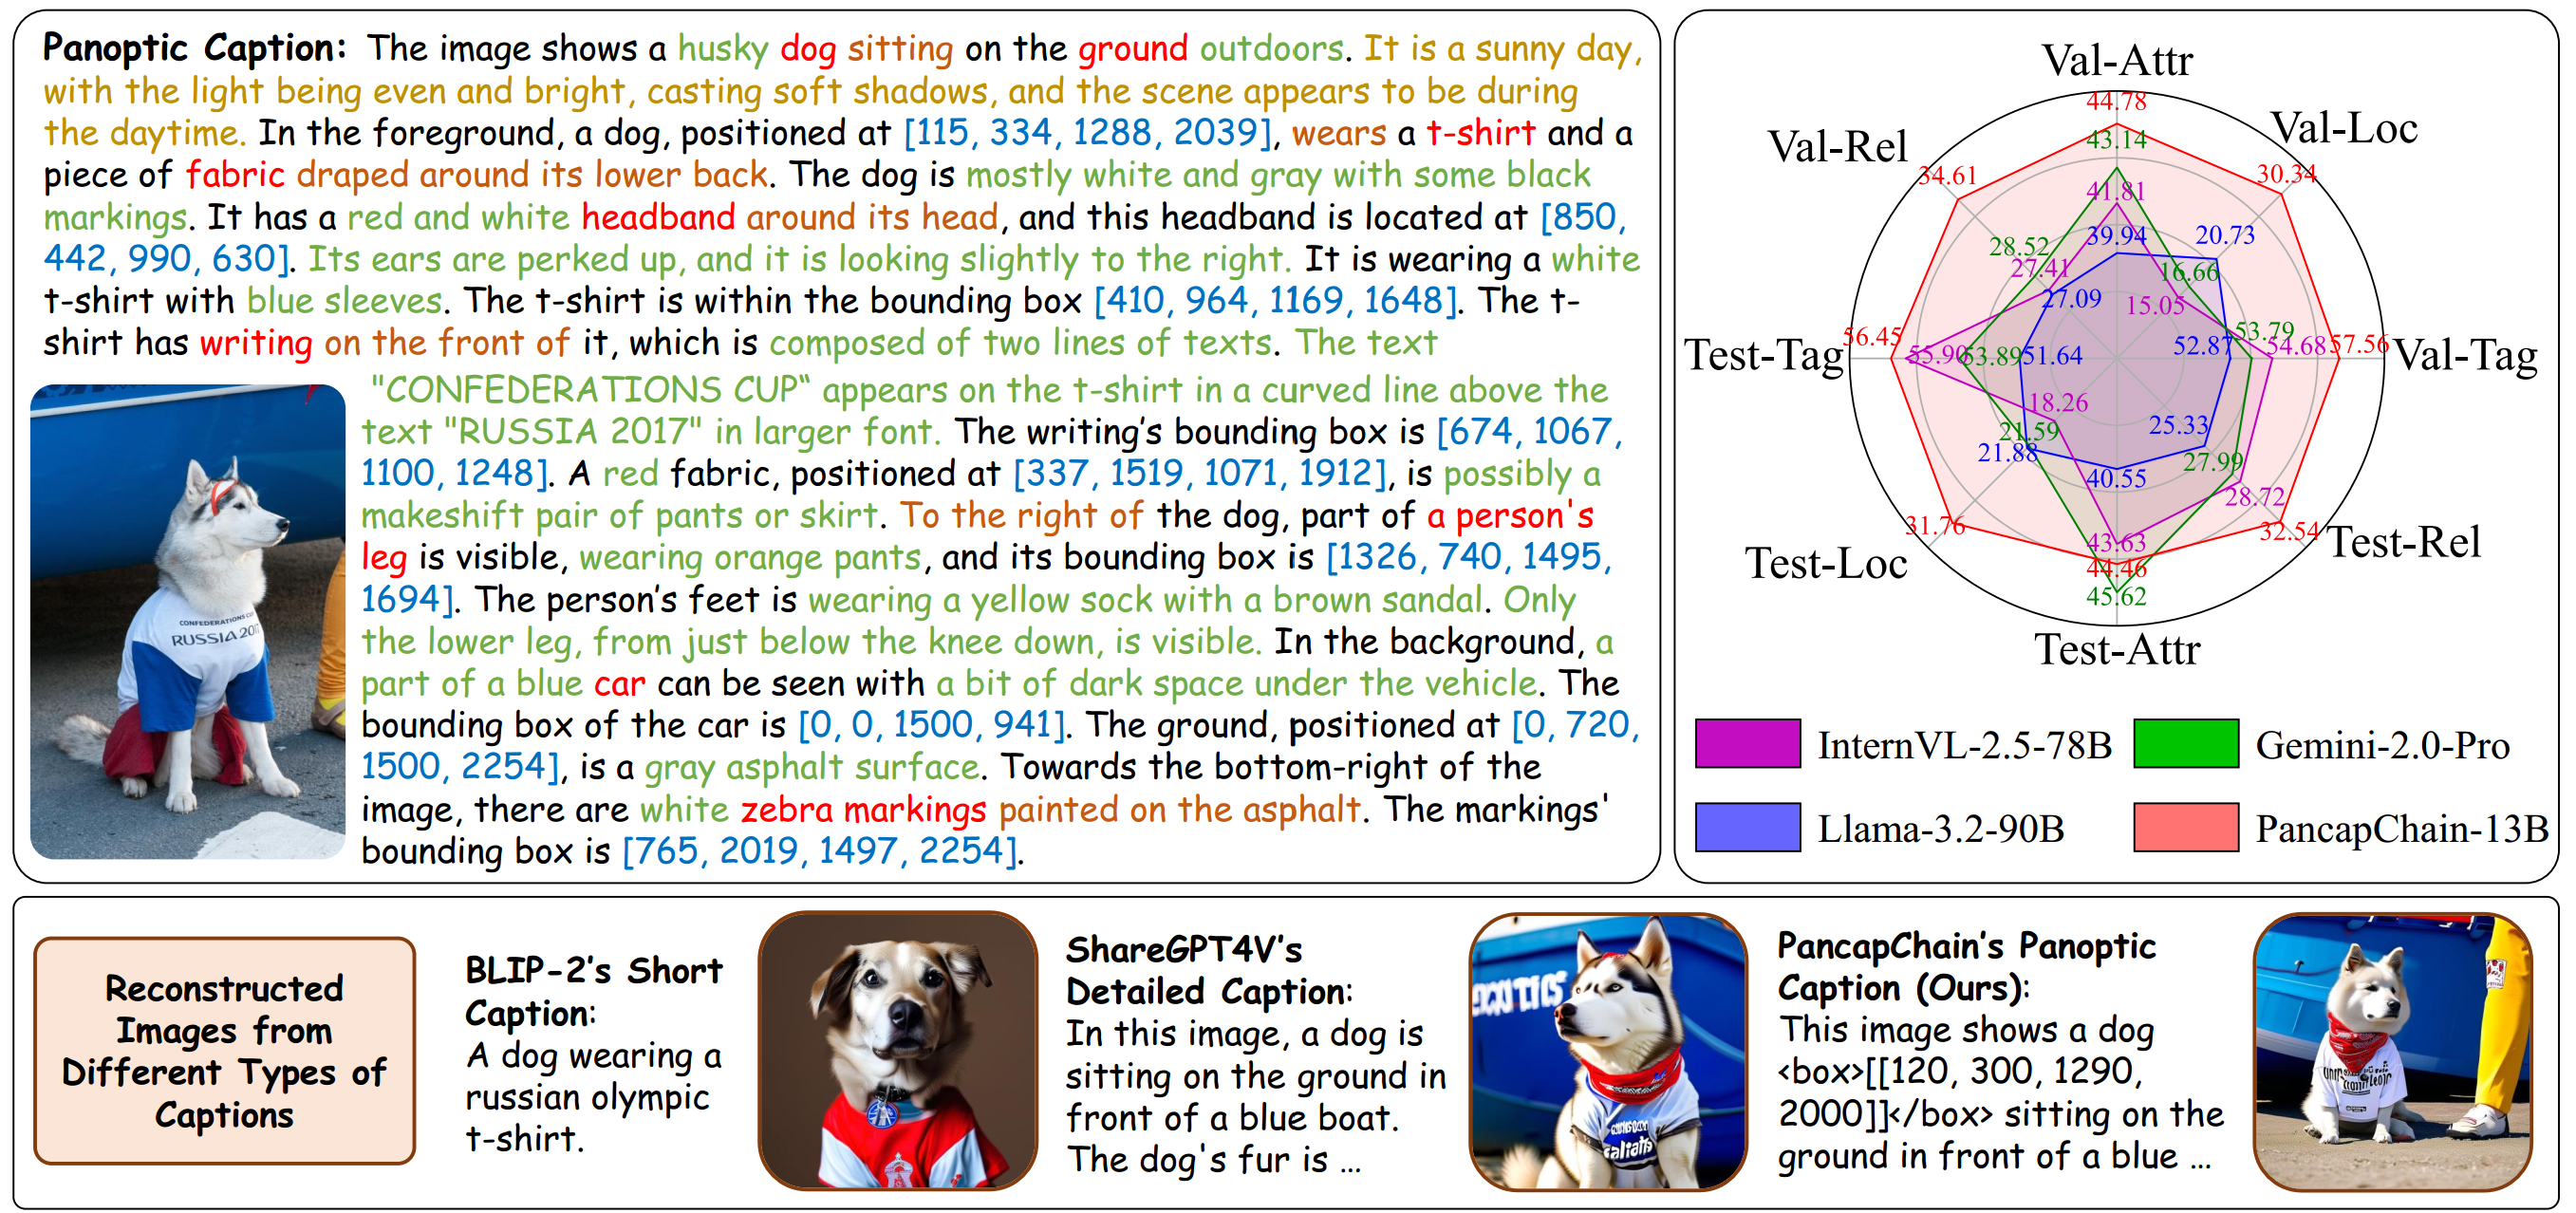 Panoptic Caption: The image shows a husky dog sitting on the ground outdoors. It is a sunny day,
with the light being even and bright, casting soft shadows, and the scene appears to be during
the daytime. In the foreground, a dog, positioned at [115, 334, 1288, 2039], wears a t-shirt and a
piece of fabric draped around its lower back. The dog is mostly white and gray with some black
markings. It has a red and white headband around its head, and this headband is located at [850,
442, 990, 630]. Its ears are perked up, and it is looking slightly to the right. It is wearing a white
t-shirt with blue sleeves. The t-shirt is within the bounding box [410, 964, 1169, 1648]. The t-
shirt has writing on the front of it, which is composed of two lines of texts. The text
"CONFEDERATIONS CUP“ appears on the t-shirt in a curved line above the
text "RUSSIA 2017" in larger font. The writing’s bounding box is [674, 1067,
1100, 1248]. A red fabric, positioned at [337, 1519, 1071, 1912], is possibly a
makeshift pair of pants or skirt. To the right of the dog, part of a person's
leg is visible, wearing orange pants, and its bounding box is [1326, 740, 1495,
1694]. The person’s feet is wearing a yellow sock with a brown sandal. Only
the lower leg, from just below the knee down, is visible. In the background, a
part of a blue car can be seen with a bit of dark space under the vehicle. The
bounding box of the car is [0, 0, 1500, 941]. The ground, positioned at [0, 720,
1500, 2254], is a gray asphalt surface. Towards the bottom-right of the
image, there are white zebra markings painted on the asphalt. The markings'
bounding box is [765, 2019, 1497, 2254].
CONFEDERATIONS
RUSSIA 201
Val-Attr
44.78
43.14
41.81
39.94
Val-Loc
30.34
20.73
16.66
15.05
Val-Rel
34.61
28.52
27.41
27.09
Test-Tag
56.45
55.90
53.89
51.64
Val-Tag
52.87
53.79
54.68
57.56
Test-Loc
18.26
21.59
21.88
31.76
Test-Rel
25.33
27.99
28.72
32.54
Test-Attr
40.55
43.63
44.46
45.62
InternVL-2.5-78B
Gemini-2.0-Pro
Llama-3.2-90B
PancapChain-13B
Reconstructed
Images from
Different Types of
Captions
BLIP-2’s Short
Caption:
A dog wearing a
russian olympic
t-shirt.
ShareGPT4V’s
Detailed Caption:
In this image, a dog is
sitting on the ground in
front of a blue boat.
The dog's fur is …
PancapChain’s Panoptic
Caption (Ours):
This image shows a dog
<box>[[120, 300, 1290,
2000]]</box> sitting on the
ground in front of a blue …